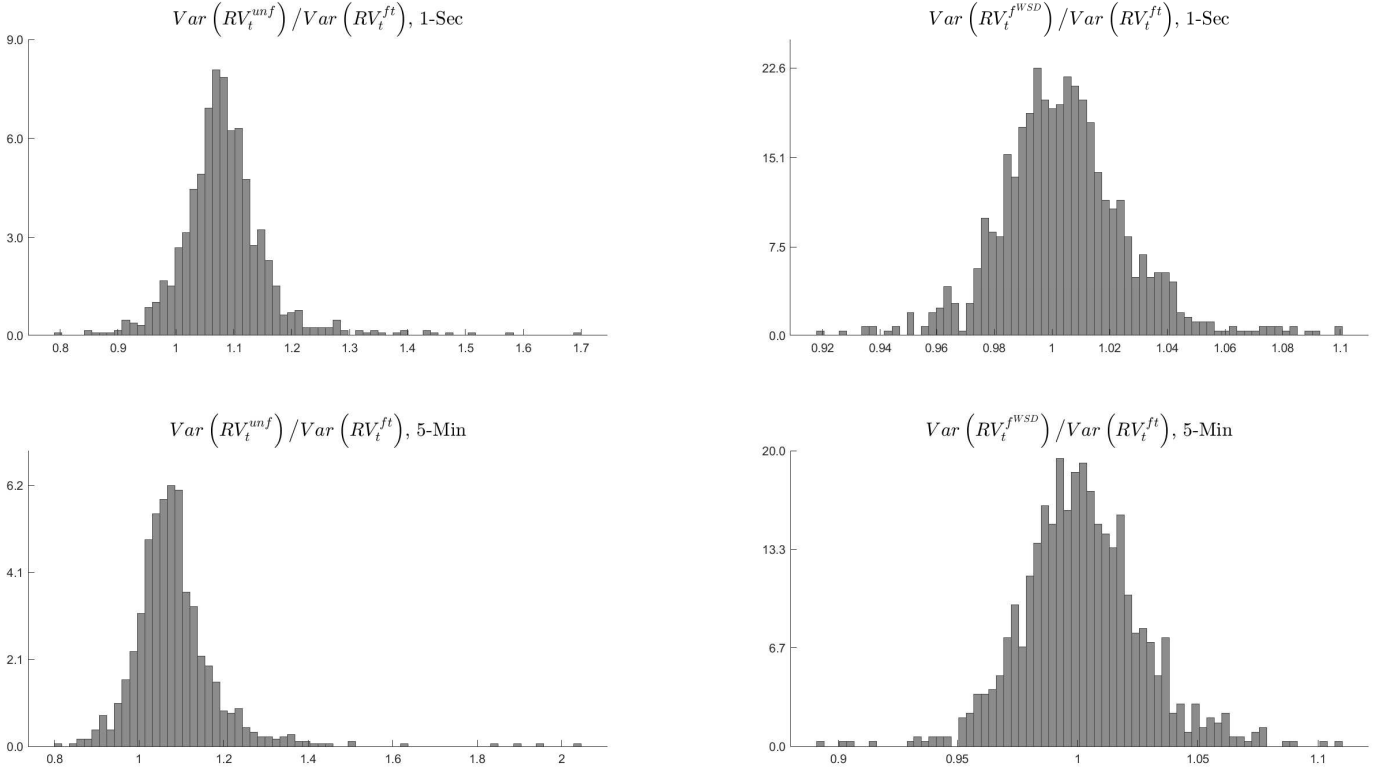 Var (RV_t^{unf}) / Var (RV_t^{ft}), 1-Sec
9.0
6.0
3.0
0.0
0.8 0.9 1 1.1 1.2 1.3 1.4 1.5 1.6 1.7
Var (RV_t^{f^{WSD}}) / Var (RV_t^{ft}), 1-Sec
22.6
15.1
7.5
0.0
0.92 0.94 0.96 0.98 1 1.02 1.04 1.06 1.08 1.1
Var (RV_t^{unf}) / Var (RV_t^{ft}), 5-Min
6.2
4.1
2.1
0.0
0.8 1 1.2 1.4 1.6 1.8 2
Var (RV_t^{f^{WSD}}) / Var (RV_t^{ft}), 5-Min
20.0
13.3
6.7
0.0
0.9 0.95 1 1.05 1.1